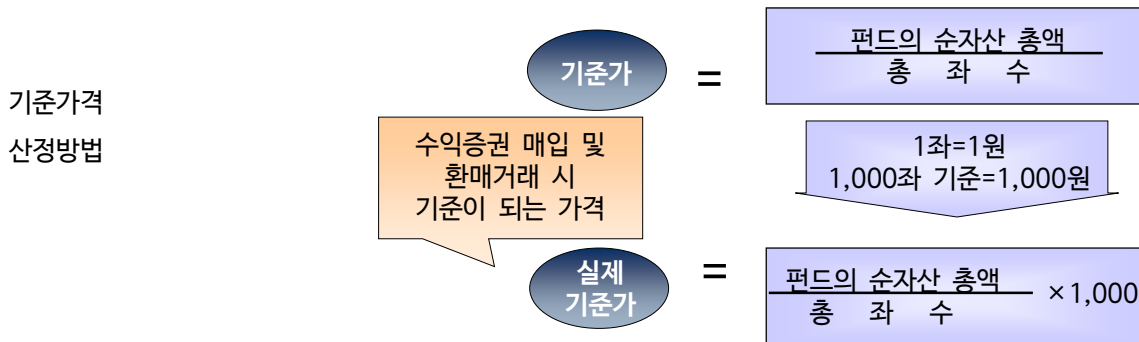 기준가격
산정방법
기준가
=
펀드의 순자산 총액
총 좌 수
수익증권 매입 및
환매거래 시
기준이 되는 가격
1좌=1원
1,000좌 기준=1,000원
실제
기준가
=
펀드의 순자산 총액
총 좌 수
×1,000